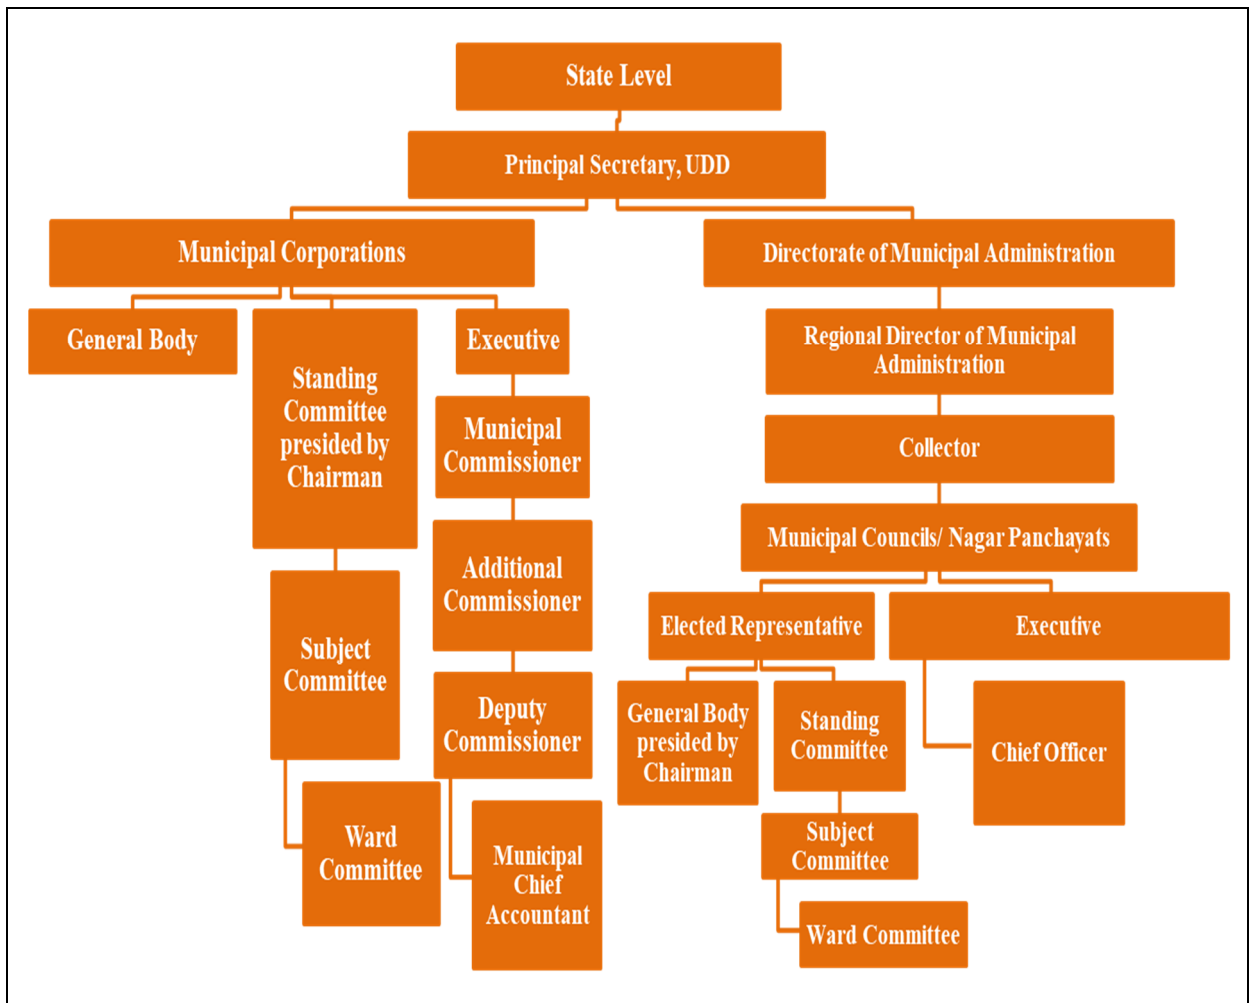 State Level
Principal Secretary, UDD
Municipal Corporations
Directorate of Municipal Administration
General Body
Standing
Committee
presided by
Chairman
Executive
Municipal
Commissioner
Additional
Commissioner
Deputy
Commissioner
Municipal
Chief
Accountant
Subject
Committee
Ward
Committee
Regional Director of Municipal
Administration
Collector
Municipal Councils/ Nagar Panchayats
Elected Representative
Executive
General Body
presided by
Chairman
Standing
Committee
Chief Officer
Subject
Committee
Ward Committee